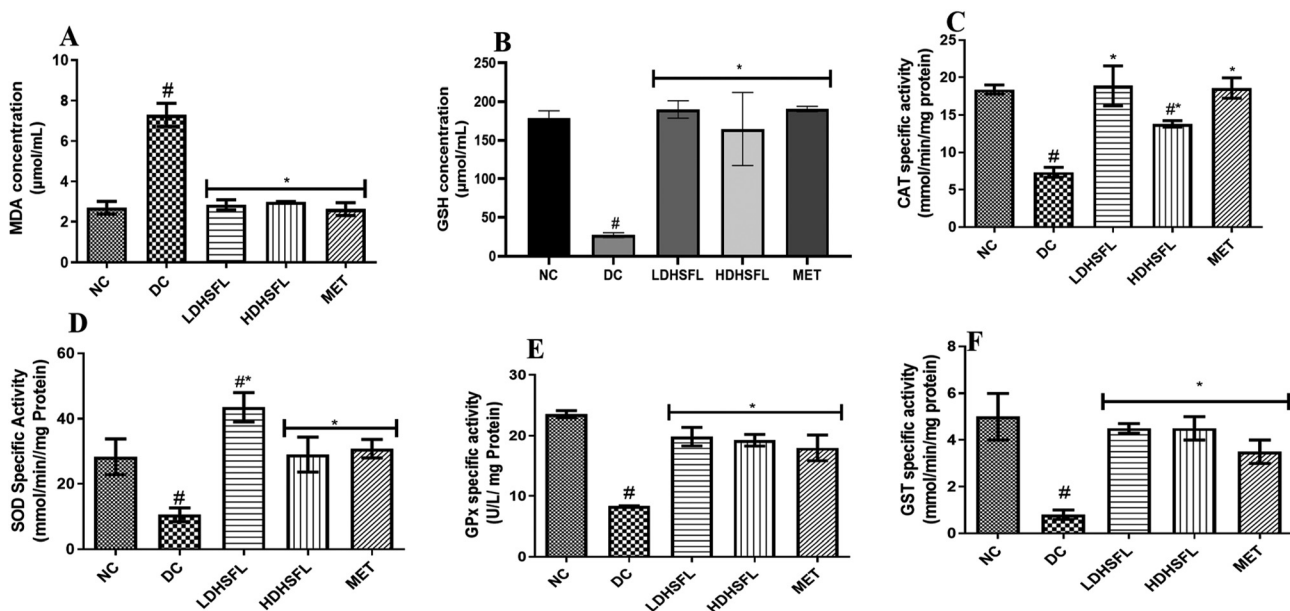 A
MDA concentration
(µmol/mL)
10
8
6
4
2
0
#
*
NC
DC
LDHSFL
HDHSFL
MET
B
GSH concentration
(µmol/mL)
250
200
150
100
50
0
#
*
NC
DC
LDHSFL
HDHSFL
MET
C
CAT specific activity
(mmol/min/mg protein)
25
20
15
10
5
0
#
*
#*
*
NC
DC
LDHSFL
HDHSFL
MET
D
SOD Specific Activity
(mmol/min//mg Protein)
60
40
20
0
#
#*
*
NC
DC
LDHSFL
HDHSFL
MET
E
GPx specific activity
(U/L/ mg Protein)
30
20
10
0
#
*
NC
DC
LDHSFL
HDHSFL
MET
F
GST specific activity
(mmol/min/mg protein)
8
6
4
2
0
#
*
NC
DC
LDHSFL
HDHSFL
MET